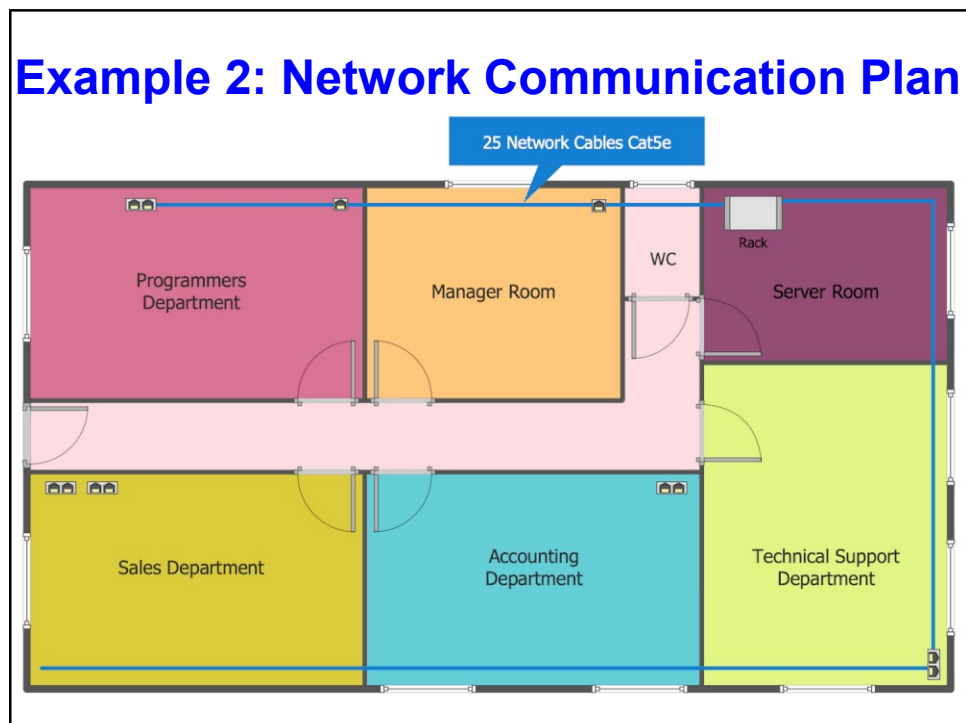 Example 2: Network Communication Plan
25 Network Cables Cat5e
Rack
Programmers
Department
Manager Room
WC
Server Room
Sales Department
Accounting
Department
Technical Support
Department